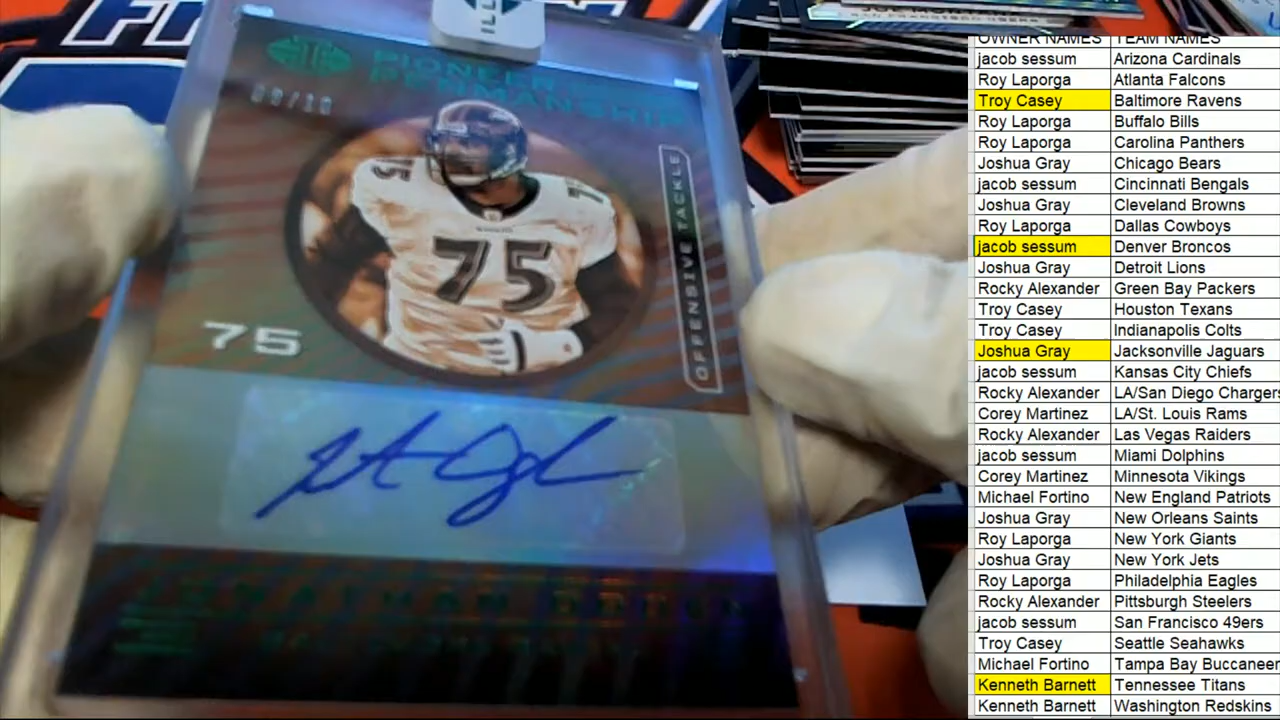 SAN FRANCISCO 49ERS
75
75
75
OFFENSIVE TACKLE
OWNER NAMES TEAM NAMES
jacob sessum Arizona Cardinals
Roy Laporga Atlanta Falcons
Troy Casey Baltimore Ravens
Roy Laporga Buffalo Bills
Roy Laporga Carolina Panthers
Joshua Gray Chicago Bears
jacob sessum Cincinnati Bengals
Joshua Gray Cleveland Browns
Roy Laporga Dallas Cowboys
jacob sessum Denver Broncos
Joshua Gray Detroit Lions
Rocky Alexander Green Bay Packers
Troy Casey Houston Texans
Troy Casey Indianapolis Colts
Joshua Gray Jacksonville Jaguars
jacob sessum Kansas City Chiefs
Rocky Alexander LA/San Diego Chargers
Corey Martinez LA/St. Louis Rams
Rocky Alexander Las Vegas Raiders
jacob sessum Miami Dolphins
Corey Martinez Minnesota Vikings
Michael Fortino New England Patriots
Joshua Gray New Orleans Saints
Roy Laporga New York Giants
Joshua Gray New York Jets
Roy Laporga Philadelphia Eagles
Rocky Alexander Pittsburgh Steelers
jacob sessum San Francisco 49ers
Troy Casey Seattle Seahawks
Michael Fortino Tampa Bay Buccaneer
Kenneth Barnett Tennessee Titans
Kenneth Barnett Washington Redskins